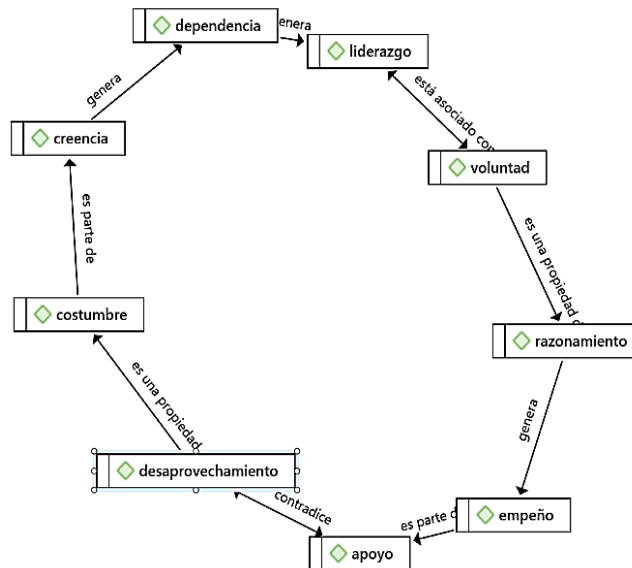 dependencia
enera
liderazgo
genera
está asociado con
creencia
voluntad
es parte de
es una propiedad d
costumbre
razonamiento
es una propiedad
genera
desaprovechamiento
contradice
es parte d
empeño
apoyo